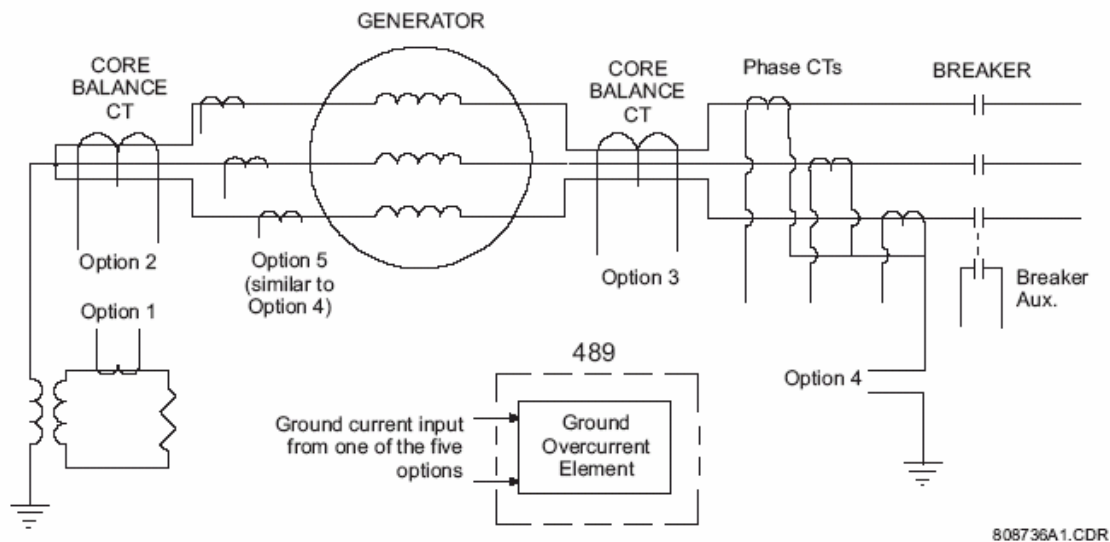 GENERATOR
CORE
BALANCE
CT
CORE
BALANCE
CT
Phase CTs
BREAKER
Option 2
Option 5
(similar to
Option 4)
Option 3
Breaker
Aux.
Option 1
489
Option 4
Ground current input
from one of the five
options
Ground
Overcurrent
Element
808736A1.CDR